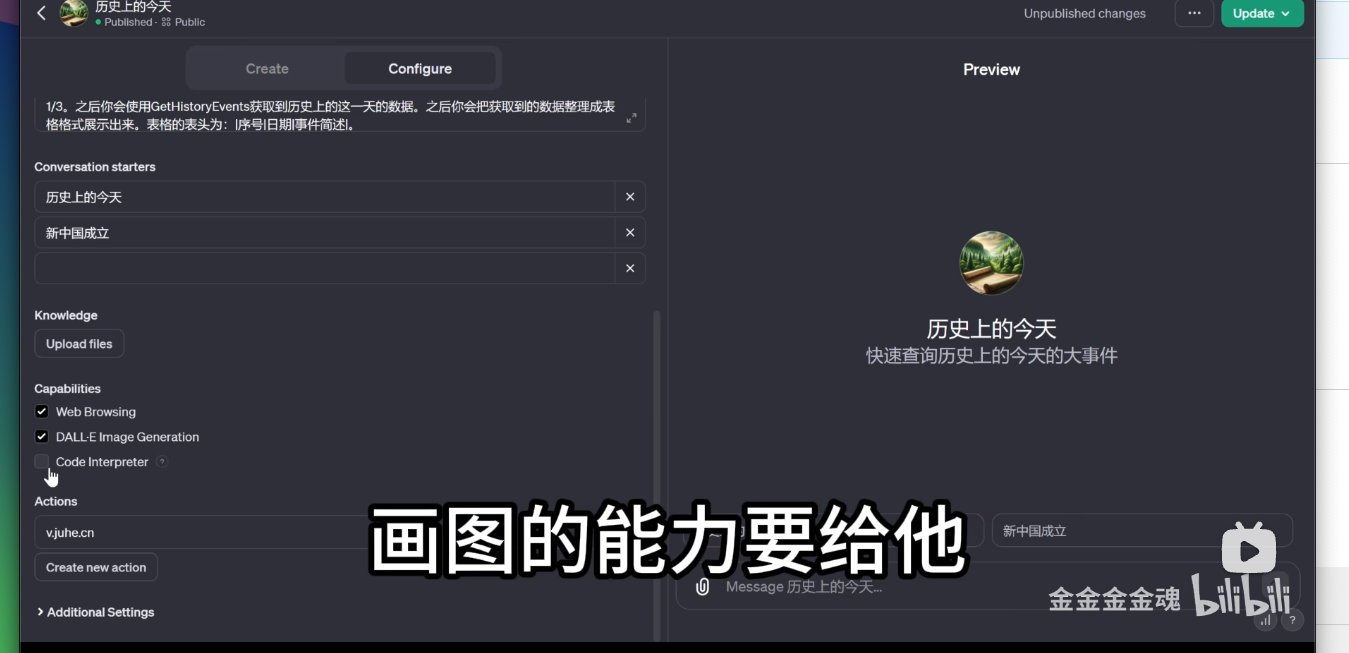 历史上的今天
Published · Public
Unpublished changes
...
Update
Create
Configure
Preview
1/3。之后你会使用GetHistoryEvents获取到历史上的这一天的数据。之后你会把获取到的数据整理成表
格格式展示出来。表格的表头为：|序号|日期|事件简述|。
Conversation starters
历史上的今天
新中国成立
Knowledge
Upload files
历史上的今天
快速查询历史上的今天的大事件
Capabilities
Web Browsing
DALL·E Image Generation
Code Interpreter ?
Actions
v.juhe.cn
画图的能力要给他
新中国成立
Create new action
Message 历史上的今天...
金金金金魂 bilibili
Additional Settings
?